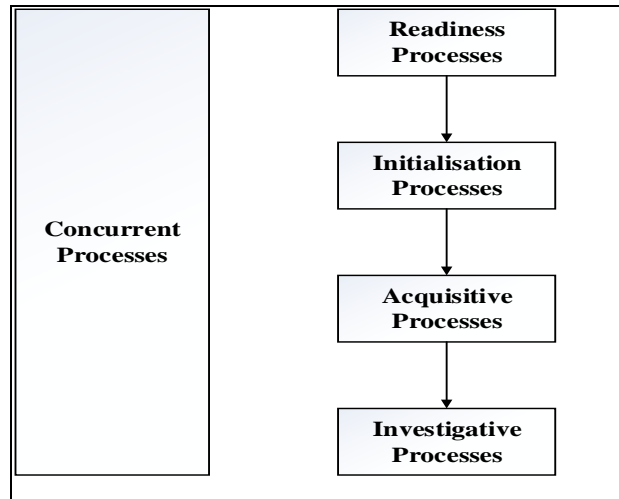 Concurrent
Processes
Readiness
Processes
Initialisation
Processes
Acquisitive
Processes
Investigative
Processes